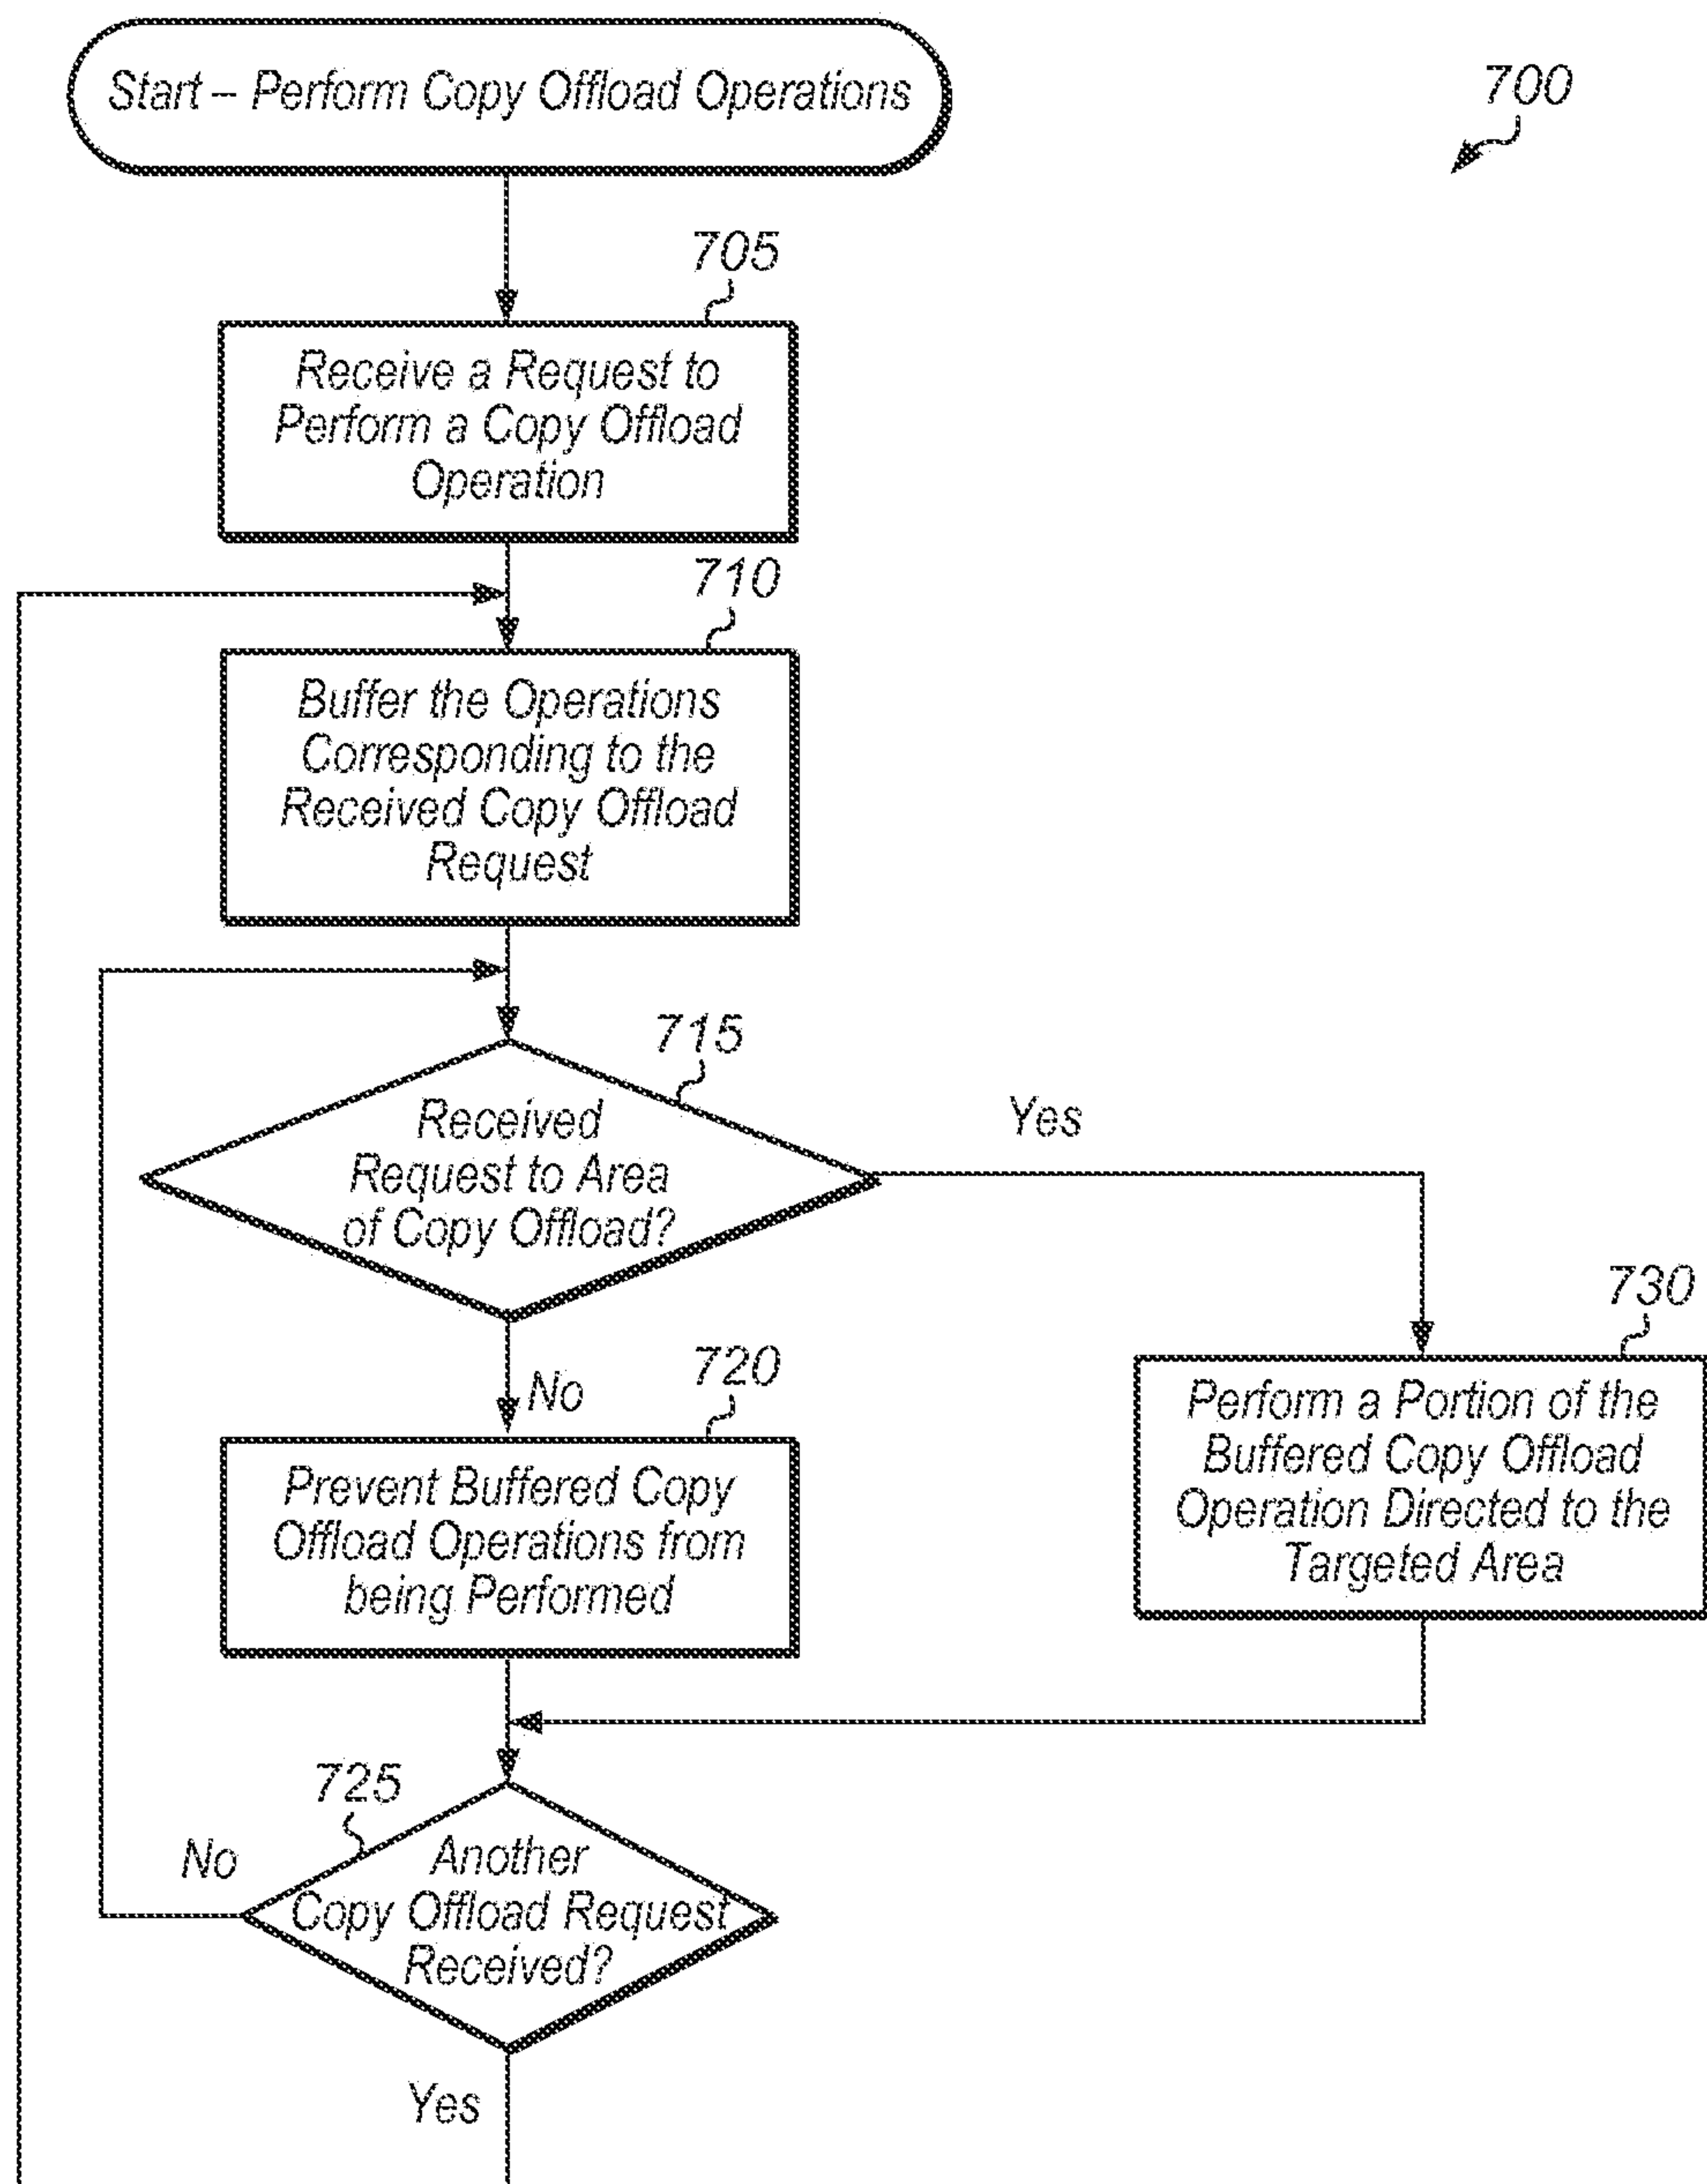 Start – Perform Copy Offload Operations
700
705
Receive a Request to
Perform a Copy Offload
Operation
710
Buffer the Operations
Corresponding to the
Received Copy Offload
Request
715
Received
Request to Area
of Copy Offload?
Yes
No
720
Prevent Buffered Copy
Offload Operations from
being Performed
730
Perform a Portion of the
Buffered Copy Offload
Operation Directed to the
Targeted Area
725
No
Another
Copy Offload Request
Received?
Yes